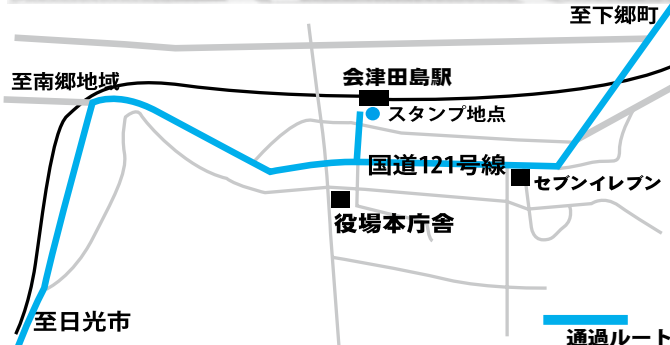 至下郷町
会津田島駅
至南郷地域
スタンプ地点
国道121号線
セブンイレブン
役場本庁舎
至日光市
通過ルート